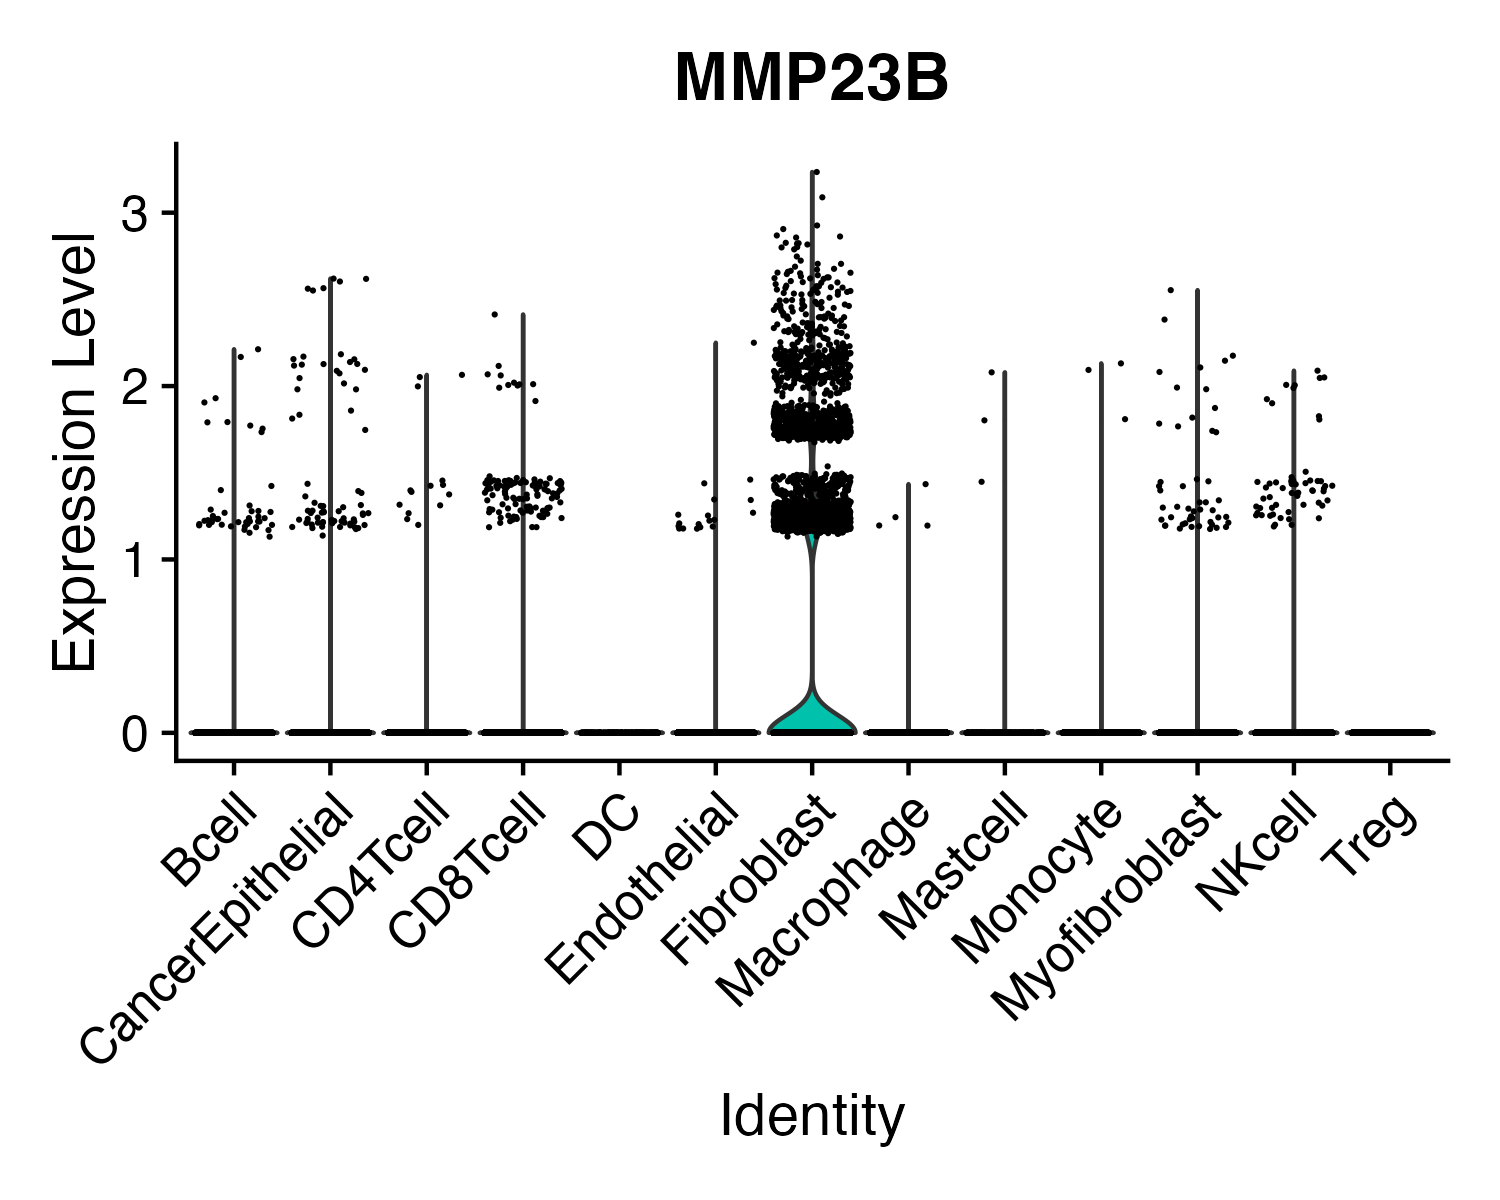 MMP23B
Expression Level
3
2
1
0
Bcell
CancerEpithelial
CD4Tcell
CD8Tcell
DC
Endothelial
Fibroblast
Macrophage
Mastcell
Monocyte
Myofibroblast
NKcell
Treg
Identity